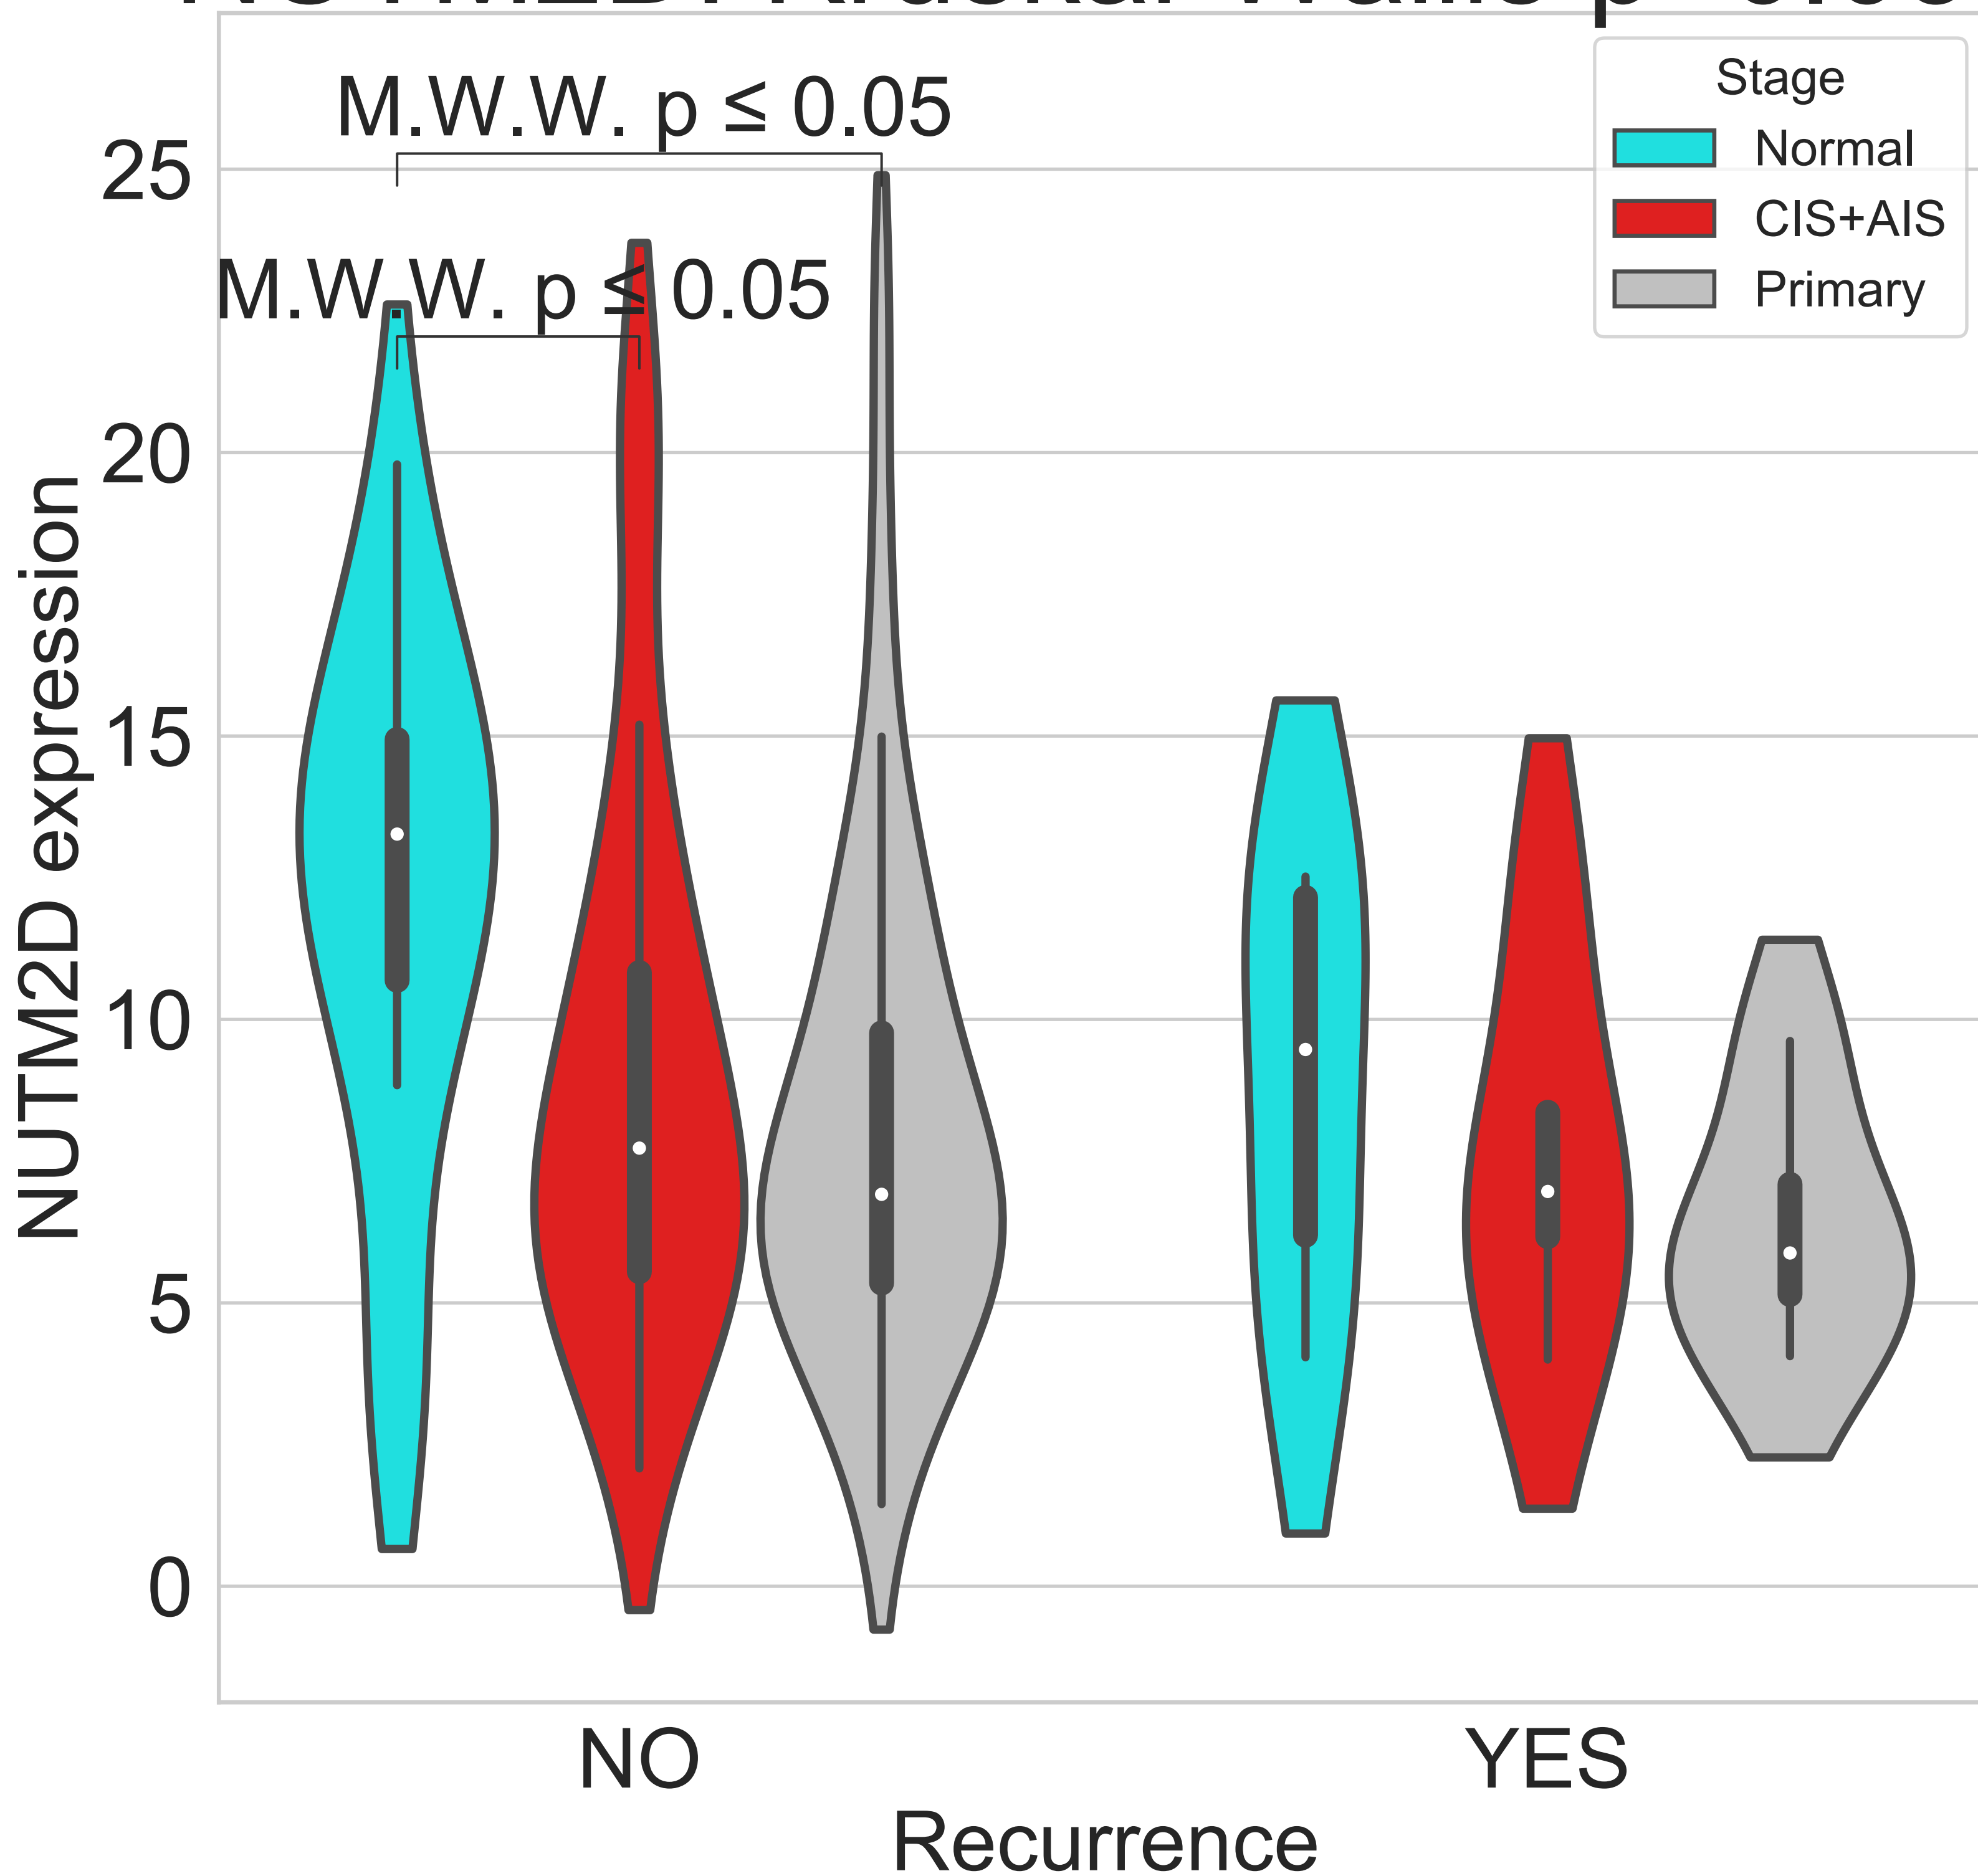 M.W.W. p ≤ 0.05
M.W.W. p ≤ 0.05
Stage
Normal
CIS+AIS
Primary
25
20
15
10
5
0
NUTM2D expression
NO
YES
Recurrence